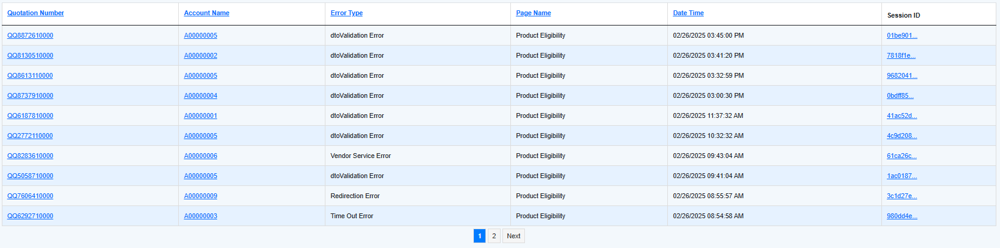 Quotation Number Account Name Error Type Page Name Date Time Session ID
QQ8872610000 A00000005 dtoValidation Error Product Eligibility 02/26/2025 03:45:00 PM 01be901...
QQ8130510000 A00000002 dtoValidation Error Product Eligibility 02/26/2025 03:41:20 PM 7818f1e...
QQ8613110000 A00000005 dtoValidation Error Product Eligibility 02/26/2025 03:32:59 PM 9682041...
QQ8737910000 A00000004 dtoValidation Error Product Eligibility 02/26/2025 03:00:30 PM 0bdff85...
QQ6187810000 A00000001 dtoValidation Error Product Eligibility 02/26/2025 11:37:32 AM 41ac52d...
QQ2772110000 A00000005 dtoValidation Error Product Eligibility 02/26/2025 10:32:32 AM 4c9d208...
QQ8283610000 A00000006 Vendor Service Error Product Eligibility 02/26/2025 09:43:04 AM 61ca26c...
QQ5058710000 A00000005 dtoValidation Error Product Eligibility 02/26/2025 09:41:04 AM 1ac0187...
QQ7606410000 A00000009 Redirection Error Product Eligibility 02/26/2025 08:55:57 AM 3c1d27e...
QQ6292710000 A00000003 Time Out Error Product Eligibility 02/26/2025 08:54:58 AM 980dd4e...
1 2 Next